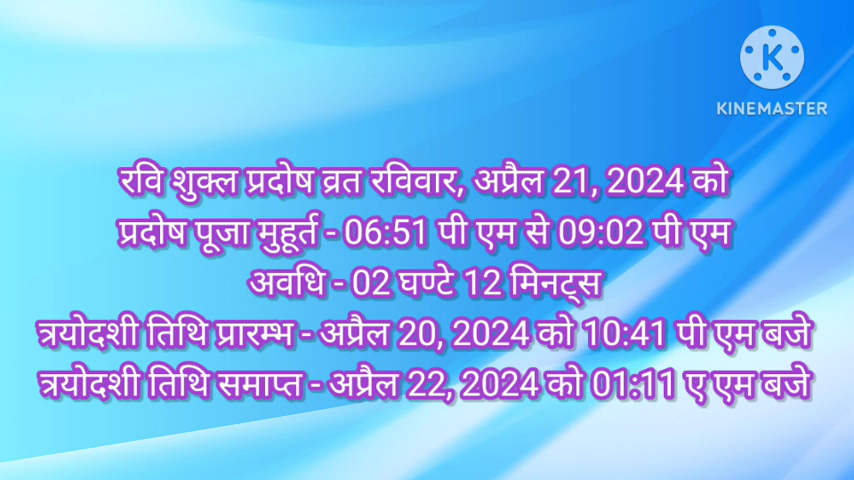 KINEMASTER
रवि शुक्ल प्रदोष व्रत रविवार, अप्रैल 21, 2024 को
प्रदोष पूजा मुहूर्त - 06:51 पी एम से 09:02 पी एम
अवधि - 02 घण्टे 12 मिनट्स
त्रयोदशी तिथि प्रारम्भ - अप्रैल 20, 2024 को 10:41 पी एम बजे
त्रयोदशी तिथि समाप्त - अप्रैल 22, 2024 को 01:11 ए एम बजे